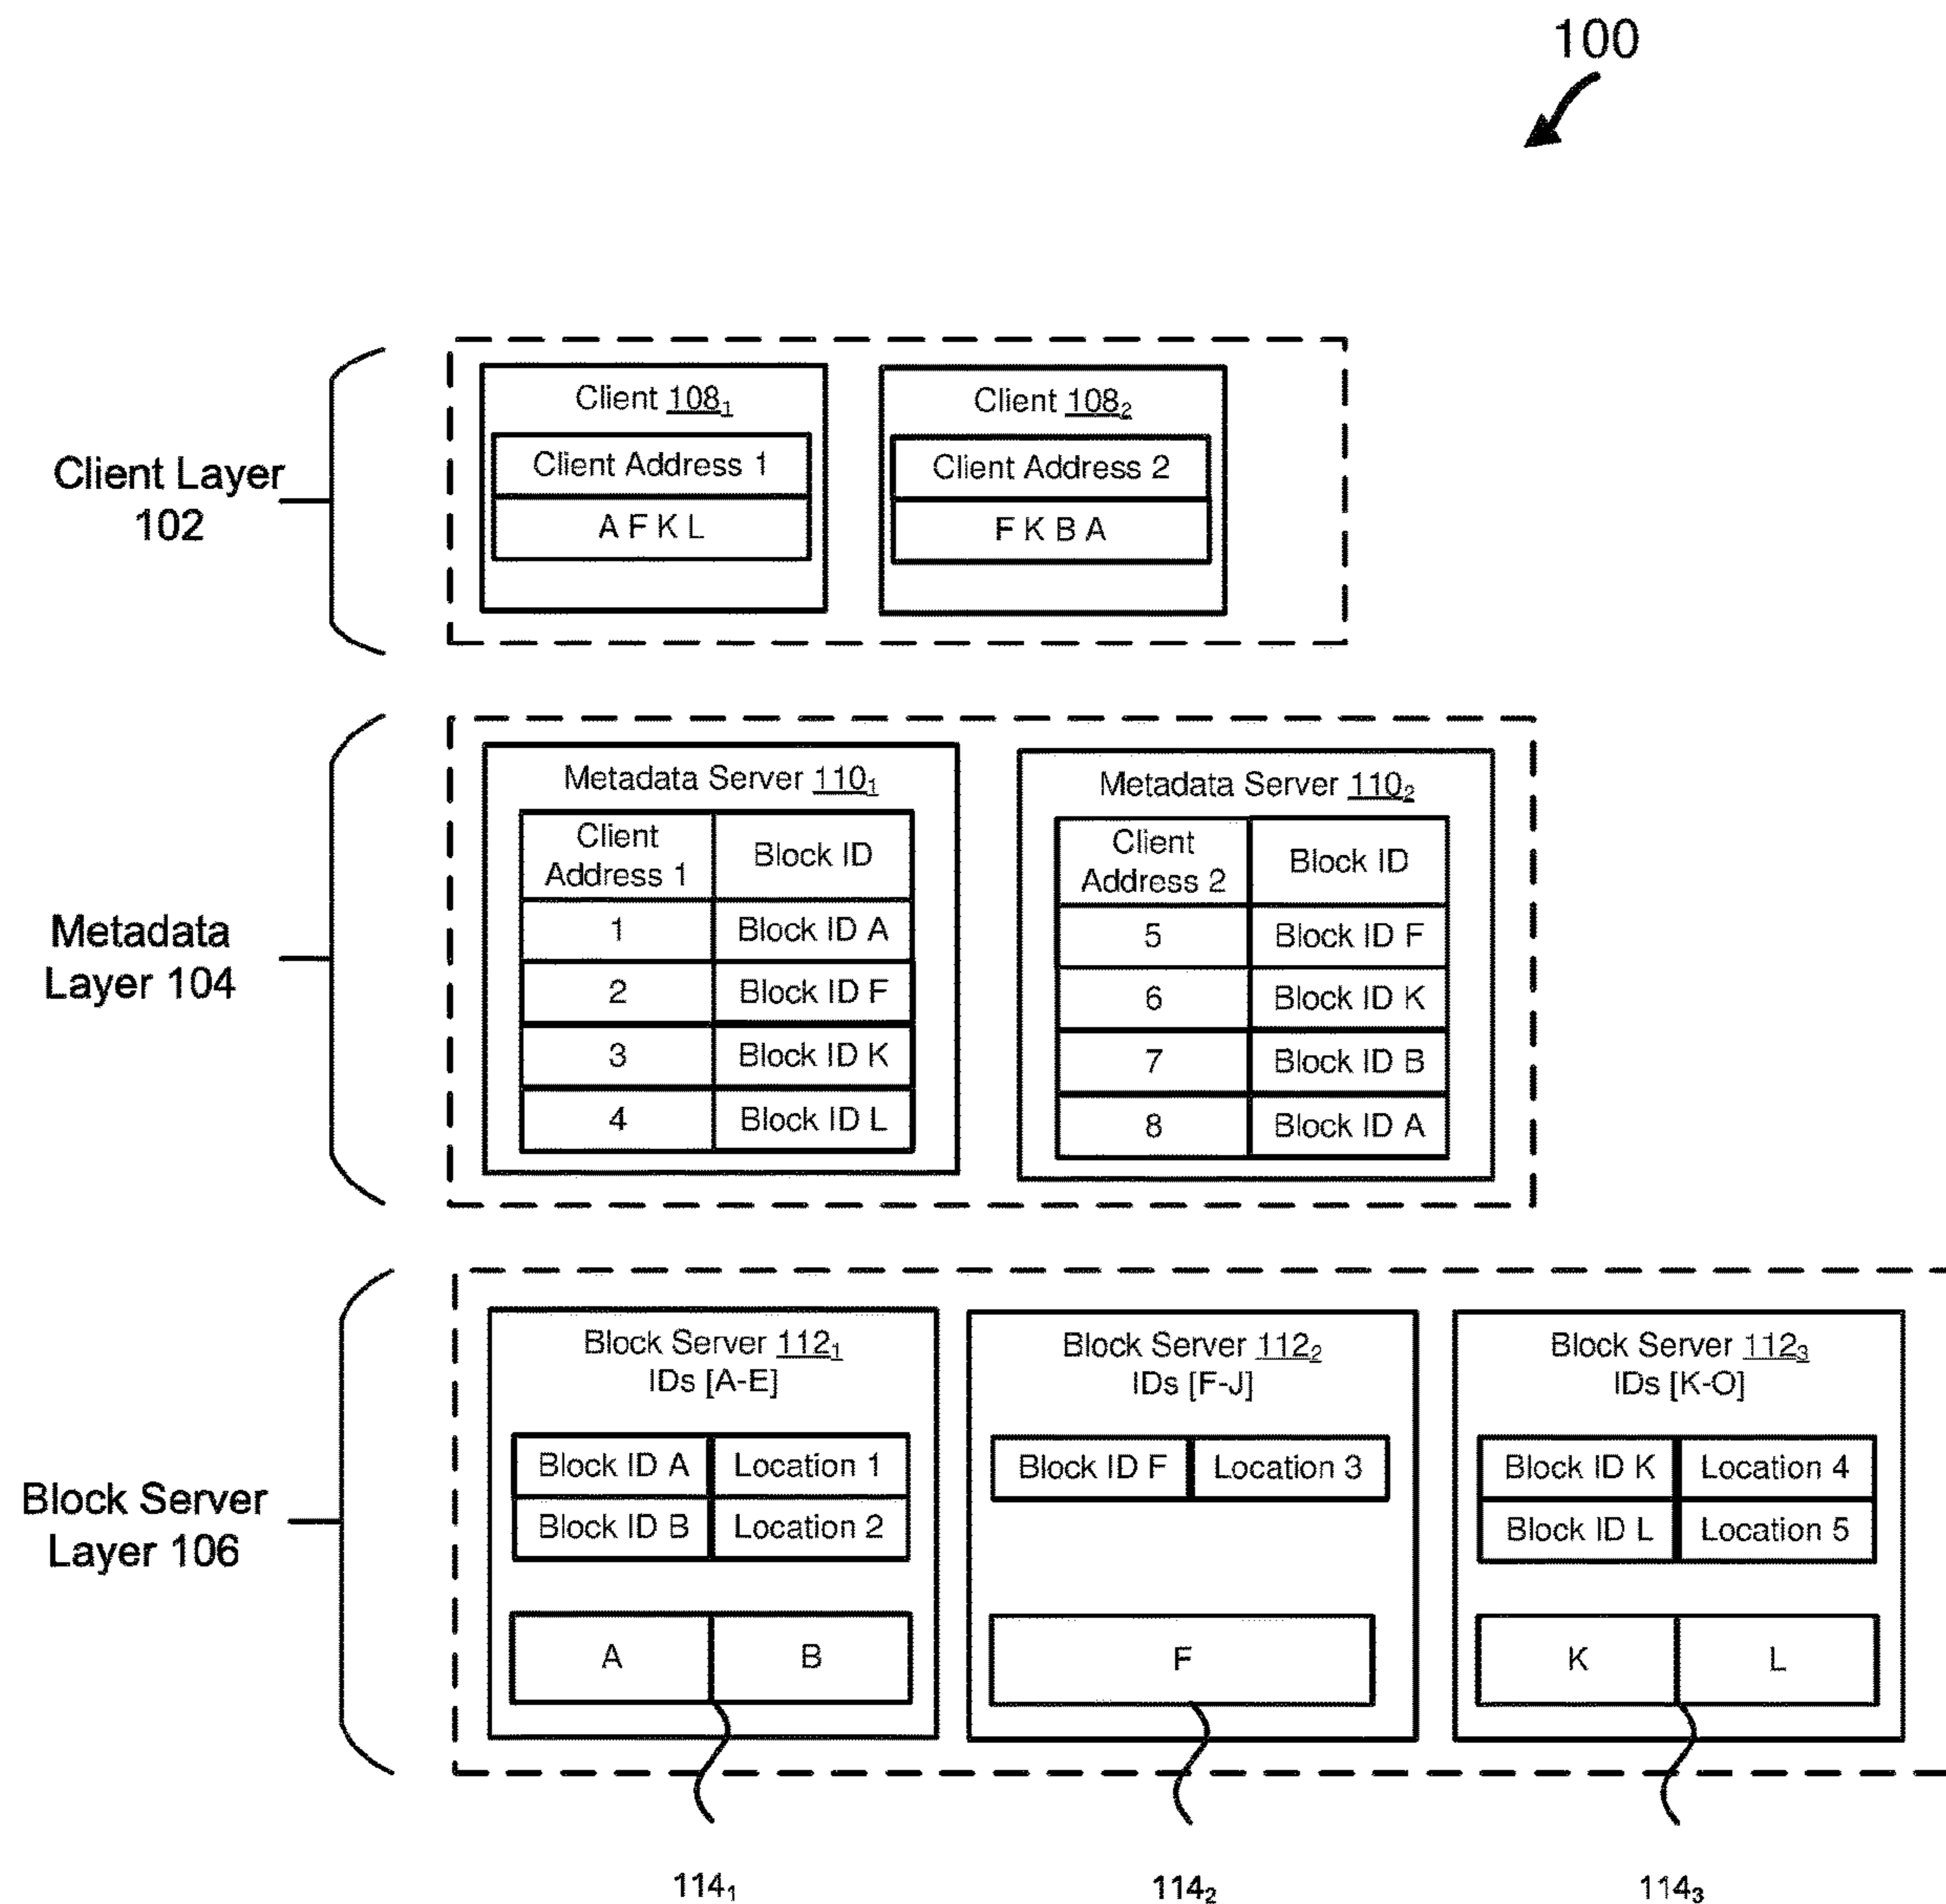 100
Client Layer
102
Client 108₁
Client Address 1
A F K L
Client 108₂
Client Address 2
F K B A
Metadata
Layer 104
Metadata Server 110₁
Client
Address 1
Block ID
1
Block ID A
2
Block ID F
3
Block ID K
4
Block ID L
Metadata Server 110₂
Client
Address 2
Block ID
5
Block ID F
6
Block ID K
7
Block ID B
8
Block ID A
Block Server
Layer 106
Block Server 112₁
IDs [A-E]
Block ID A
Location 1
Block ID B
Location 2
A
B
Block Server 112₂
IDs [F-J]
Block ID F
Location 3
F
Block Server 112₃
IDs [K-O]
Block ID K
Location 4
Block ID L
Location 5
K
L
114₁
114₂
114₃